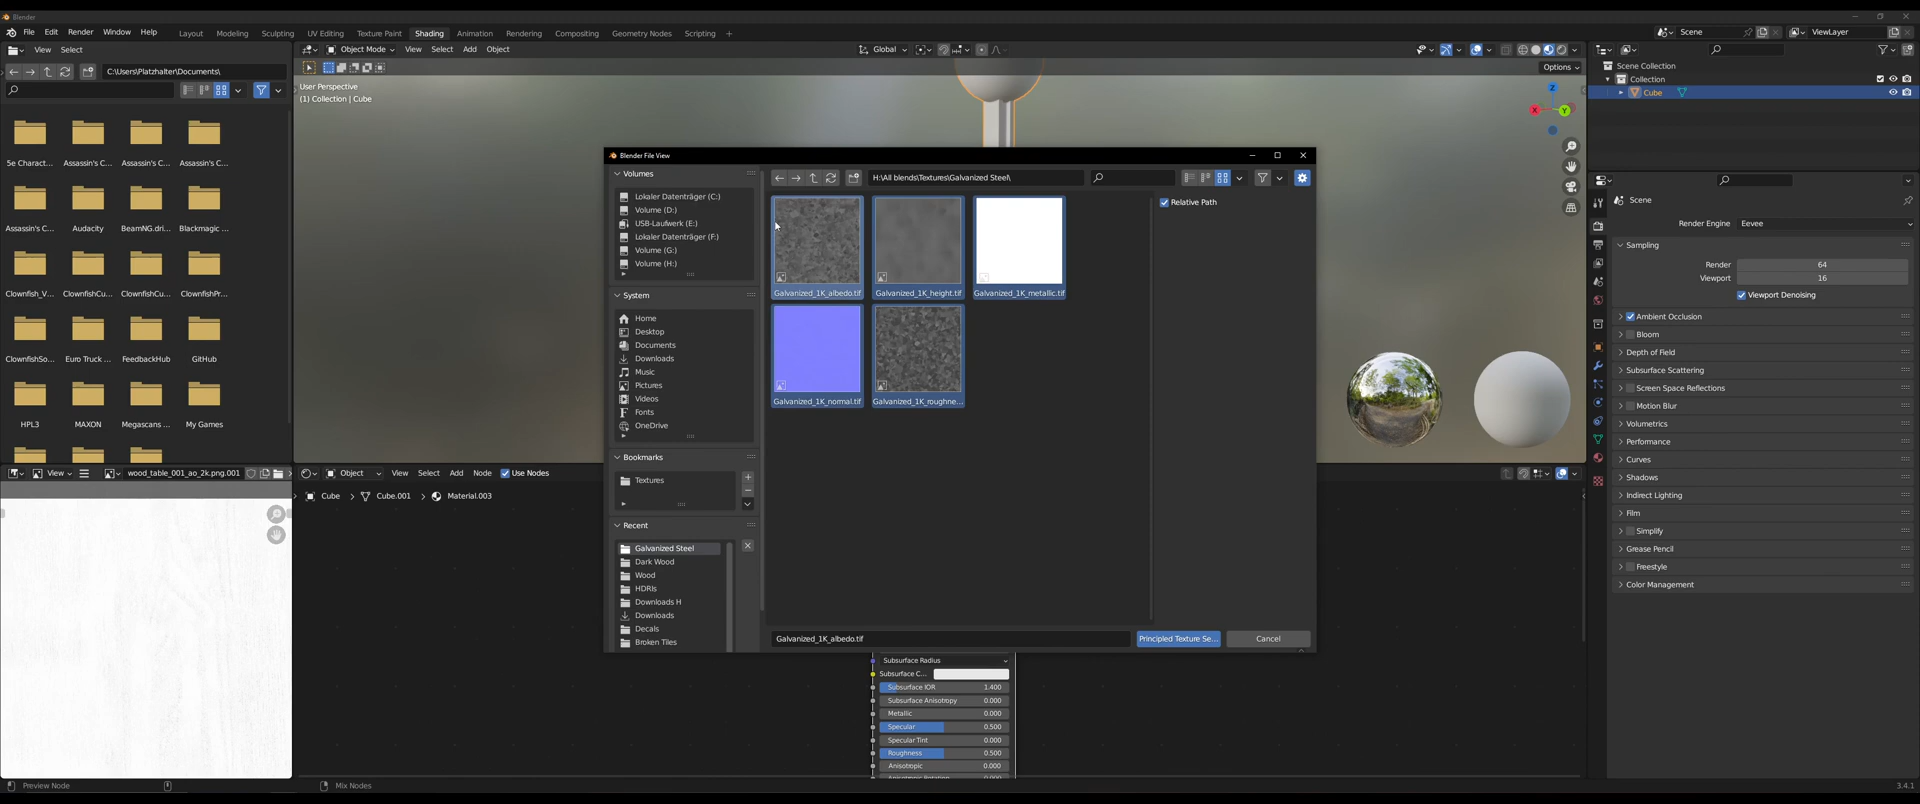 Blender
File Edit Render Window Help Layout Modeling Sculpting UV Editing Texture Paint Shading Animation Rendering Compositing Geometry Nodes Scripting + Scene ViewLayer
View Select Object Mode View Select Add Object Global
C:\Users\Platzhalter\Documents\
Options
User Perspective
(1) Collection | Cube
Scene Collection
Collection
Cube
Z
X
Y
5e Charact... Assassin's C... Assassin's C... Assassin's C...
Assassin's C... Audacity BeamNG.dri... Blackmagic ...
Clownfish_V... ClownfishCu... ClownfishCu... ClownfishPr...
ClownfishSo... Euro Truck ... FeedbackHub GitHub
HPL3 MAXON Megascans ... My Games
Blender File View
Volumes
Lokaler Datenträger (C:)
Volume (D:)
USB-Laufwerk (E:)
Lokaler Datenträger (F:)
Volume (G:)
Volume (H:)
System
Home
Desktop
Documents
Downloads
Music
Pictures
Videos
Fonts
OneDrive
Bookmarks
Textures
Recent
Galvanized Steel
Dark Wood
Wood
HDRIs
Downloads H
Downloads
Decals
Broken Tiles
H:\All blends\Textures\Galvanized Steel\
Relative Path
Galvanized_1K_albedo.tif Galvanized_1K_height.tif Galvanized_1K_metallic.tif
Galvanized_1K_normal.tif Galvanized_1K_roughne...
Galvanized_1K_albedo.tif
Principled Texture Se... Cancel
Scene
Render Engine Eevee
Sampling
Render 64
Viewport 16
Viewport Denoising
Ambient Occlusion
Bloom
Depth of Field
Subsurface Scattering
Screen Space Reflections
Motion Blur
Volumetrics
Performance
Curves
Shadows
Indirect Lighting
Film
Simplify
Grease Pencil
Freestyle
Color Management
View wood_table_001_ao_2k.png.001
Object View Select Add Node Use Nodes
Cube > Cube.001 > Material.003
Subsurface Radius
Subsurface C...
Subsurface IOR 1.400
Subsurface Anisotropy 0.000
Metallic 0.000
Specular 0.500
Specular Tint 0.000
Roughness 0.500
Anisotropic 0.000
Preview Node Mix Nodes 3.4.1